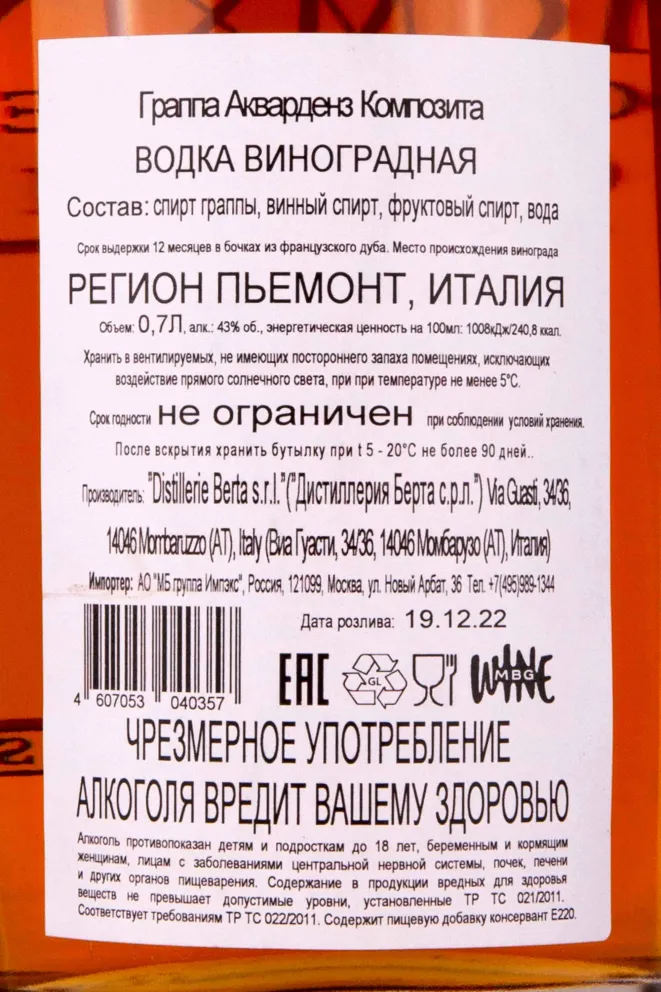 Граппа Акварденз Композита
ВОДКА ВИНОГРАДНАЯ
Состав: спирт граппы, винный спирт, фруктовый спирт, вода
Срок выдержки 12 месяцев в бочках из французского дуба. Место происхождения винограда
РЕГИОН ПЬЕМОНТ, ИТАЛИЯ
Объем: 0,7Л, алк.: 43% об., энергетическая ценность на 100мл: 1008кДж/240,8 ккал.
Хранить в вентилируемых, не имеющих постороннего запаха помещениях, исключающих
воздействие прямого солнечного света, при при температуре не менее 5°С.
Срок годности не ограничен при соблюдении условий хранения.
После вскрытия хранить бутылку при t 5 - 20°С не более 90 дней..
Производитель: "Distillerie Berta s.r.l."("Дистиллерия Берта с.р.л.") Via Guasti, 34/36,
14046 Mombaruzzo (AT), Italy (Виа Гуасти, 34/36, 14046 Момбарузо (АТ), Италия)
Импортер: АО "МБ группа Импэкс", Россия, 121099, Москва, ул. Новый Арбат, 36 Тел. +7(495)989-1344
Дата розлива: 19.12.22
4 607053 040357
EAC GL WINE MBG
ЧРЕЗМЕРНОЕ УПОТРЕБЛЕНИЕ
АЛКОГОЛЯ ВРЕДИТ ВАШЕМУ ЗДОРОВЬЮ
Алкоголь противопоказан детям и подросткам до 18 лет, беременным и кормящим
женщинам, лицам с заболеваниями центральной нервной системы, почек, печени
и других органов пищеварения. Содержание в продукции вредных для здоровья
веществ не превышает допустимые уровни, установленные ТР ТС 021/2011.
Соответствует требованиям ТР ТС 022/2011. Содержит пищевую добавку консервант Е220.